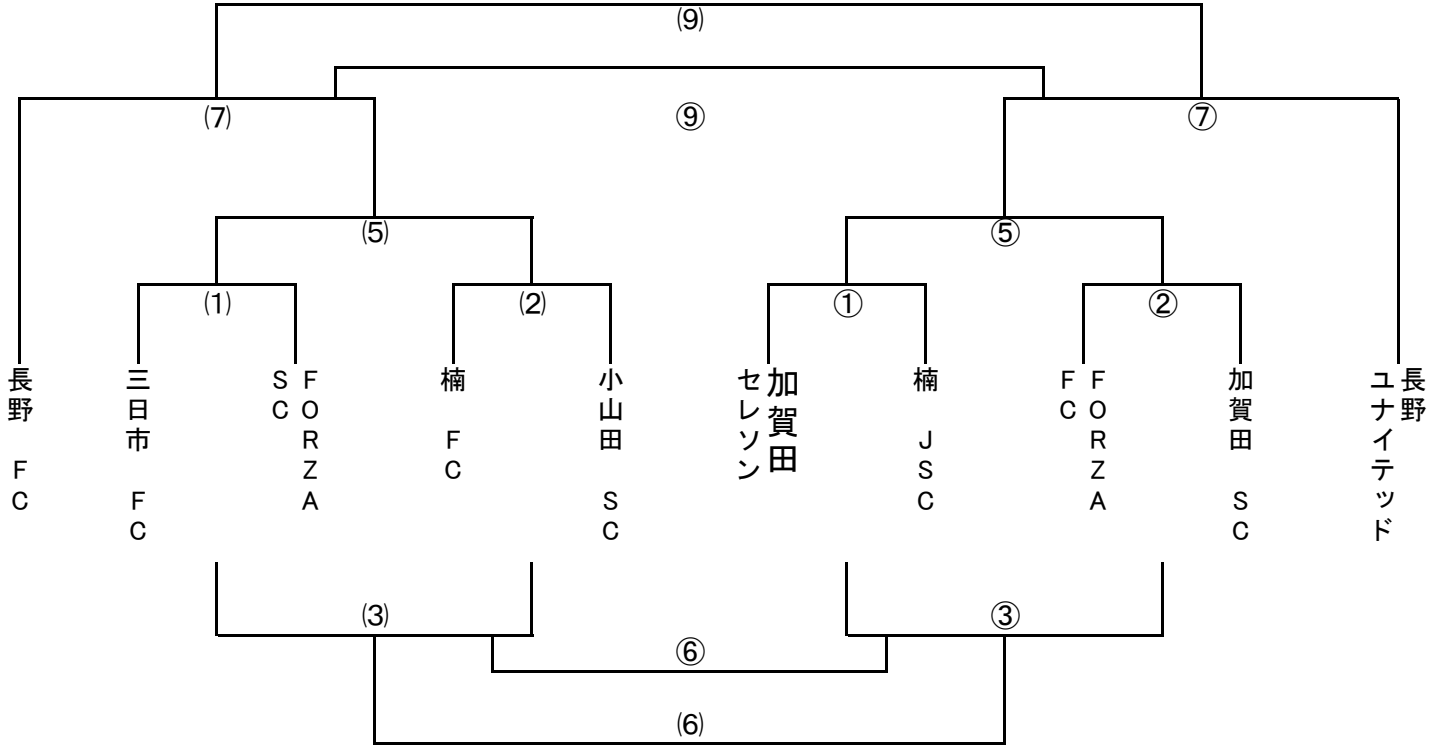 ⑼
⑺
⑨
⑦
⑸
⑤
⑴
⑵
①
②
長野 FC
三日市 FC
FORZA
SC
楠 FC
小山田 SC
加賀田
セレソン
楠 JSC
FORZA
FC
加賀田 SC
長野
ユナイテッド
⑶
③
⑥
⑹